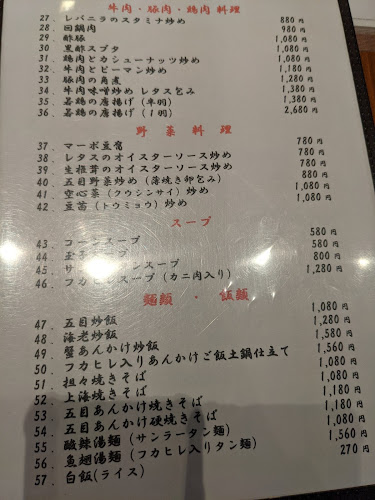 牛肉・豚肉・鶏肉料理
27. レバニラのスタミナ炒め 880円
28. 回鍋肉 980円
29. 酢豚 1,080円
30. 黒酢スブタ 1,080円
31. 鶏肉とカシューナッツ炒め 1,080円
32. 牛肉とピーマン炒め 1,180円
33. 豚肉の角煮 1,280円
34. 牛肉味噌炒め レタス包み 1,380円
35. 若鶏の唐揚げ (半羽) 1,380円
36. 若鶏の唐揚げ (1羽) 2,680円
野菜料理
37. マーボ豆腐 780円
38. レタスのオイスターソース炒め 780円
39. 生椎茸のオイスターソース炒め 780円
40. 五目野菜炒め (薄焼き卵包み) 880円
41. 空心菜 (クウシンサイ) 炒め 1,080円
42. 豆苗 (トウミョウ) 炒め 1,080円
スープ
43. コーンスープ 580円
44. 玉子スープ 580円
45. スープ 800円
46. フカヒレスープ (カニ肉入り) 1,280円
麺類・飯類
47. 五目炒飯 1,080円
48. 海老炒飯 1,280円
49. 蟹あんかけ炒飯 1,580円
50. フカヒレ入りあんかけご飯土鍋仕立て 1,560円
51. 担々焼きそば 1,080円
52. 上海焼きそば 1,080円
53. 五目あんかけ焼きそば 1,180円
54. 五目あんかけ硬焼きそば 1,180円
55. 酸辣湯麺 (サンラータン麺) 1,080円
56. 魚翅湯麺 (フカヒレ入りタン麺) 1,560円
57. 白飯(ライス) 270円